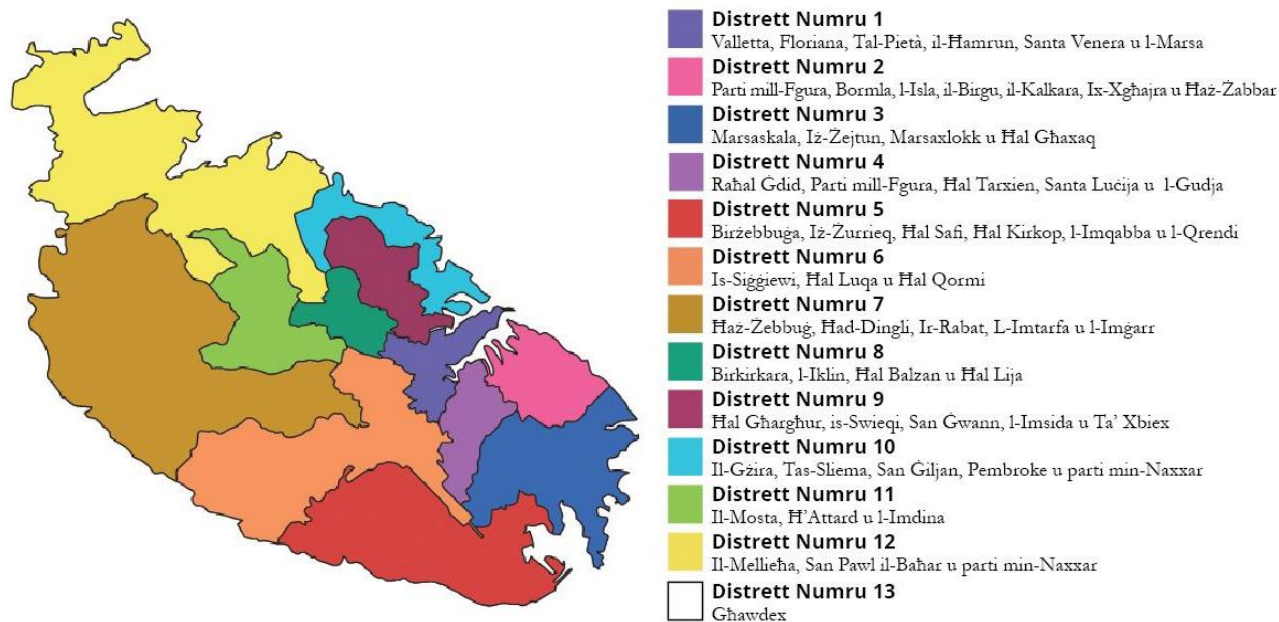 Distrett Numru 1
Valletta, Floriana, Tal-Pietà, il-Ħamrun, Santa Venera u l-Marsa
Distrett Numru 2
Parti mill-Fgura, Bormla, l-Isla, il-Birgu, il-Kalkara, Ix-Xgħajra u Ħaż-Żabbar
Distrett Numru 3
Marsaskala, Iż-Żejtun, Marsaxlokk u Ħal Għaxaq
Distrett Numru 4
Raħal Ġdid, Parti mill-Fgura, Ħal Tarxien, Santa Luċija u l-Gudja
Distrett Numru 5
Birżebbuġa, Iż-Żurrieq, Ħal Safi, Ħal Kirkop, l-Imqabba u l-Qrendi
Distrett Numru 6
Is-Siġġiewi, Ħal Luqa u Ħal Qormi
Distrett Numru 7
Ħaż-Żebbuġ, Ħad-Dingli, Ir-Rabat, L-Imtarfa u l-Imġarr
Distrett Numru 8
Birkirkara, l-Iklin, Ħal Balzan u Ħal Lija
Distrett Numru 9
Ħal Għargħur, is-Swieqi, San Ġwann, l-Imsida u Ta’ Xbiex
Distrett Numru 10
Il-Gżira, Tas-Sliema, San Ġiljan, Pembroke u parti min-Naxxar
Distrett Numru 11
Il-Mosta, Ħ’Attard u l-Imdina
Distrett Numru 12
Il-Mellieħa, San Pawl il-Baħar u parti min-Naxxar
Distrett Numru 13
Għawdex